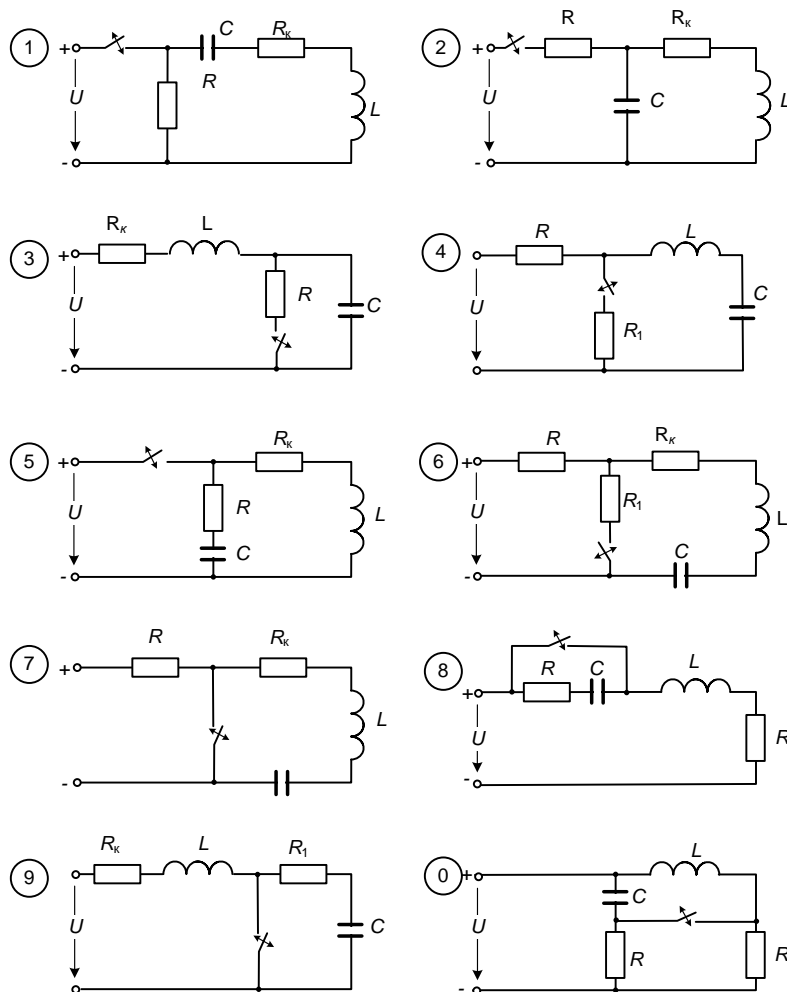 1
+
U
-
C
Rк
R
L
2
+
U
-
R
Rк
C
L
3
+
U
-
Rк
L
R
C
4
+
U
-
R
L
R1
C
5
+
U
-
Rк
R
C
L
6
+
U
-
R
Rк
R1
C
L
7
+
-
R
Rк
L
8
+
U
-
R
C
L
R
9
+
U
-
Rк
L
R1
C
0
+
U
-
L
C
R
R